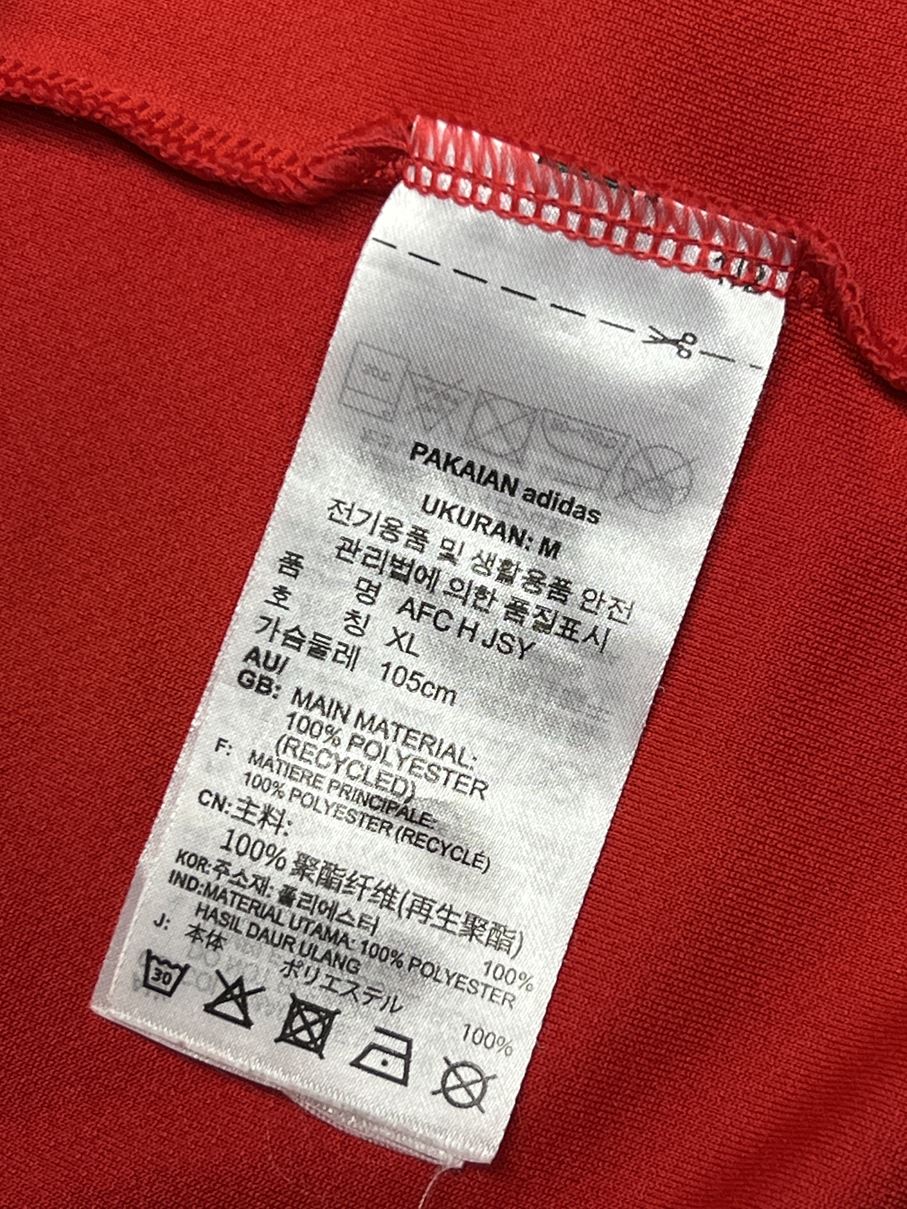 1/2
PAKAIAN adidas
UKURAN: M
전기용품 및 생활용품 안전
관리법에 의한 품질표시
품 명 AFC H JSY
호 칭 XL
가슴둘레 105cm
AU/
GB: MAIN MATERIAL:
100% POLYESTER
(RECYCLED)
F: MATIERE PRINCIPALE:
100% POLYESTER (RECYCLÉ)
CN: 主料:
100% 聚酯纤维(再生聚酯)
KOR: 주소재: 폴리에스터 100%
IND: MATERIAL UTAMA: 100% POLYESTER
HASIL DAUR ULANG
J: 本体
ポリエステル 100%
30